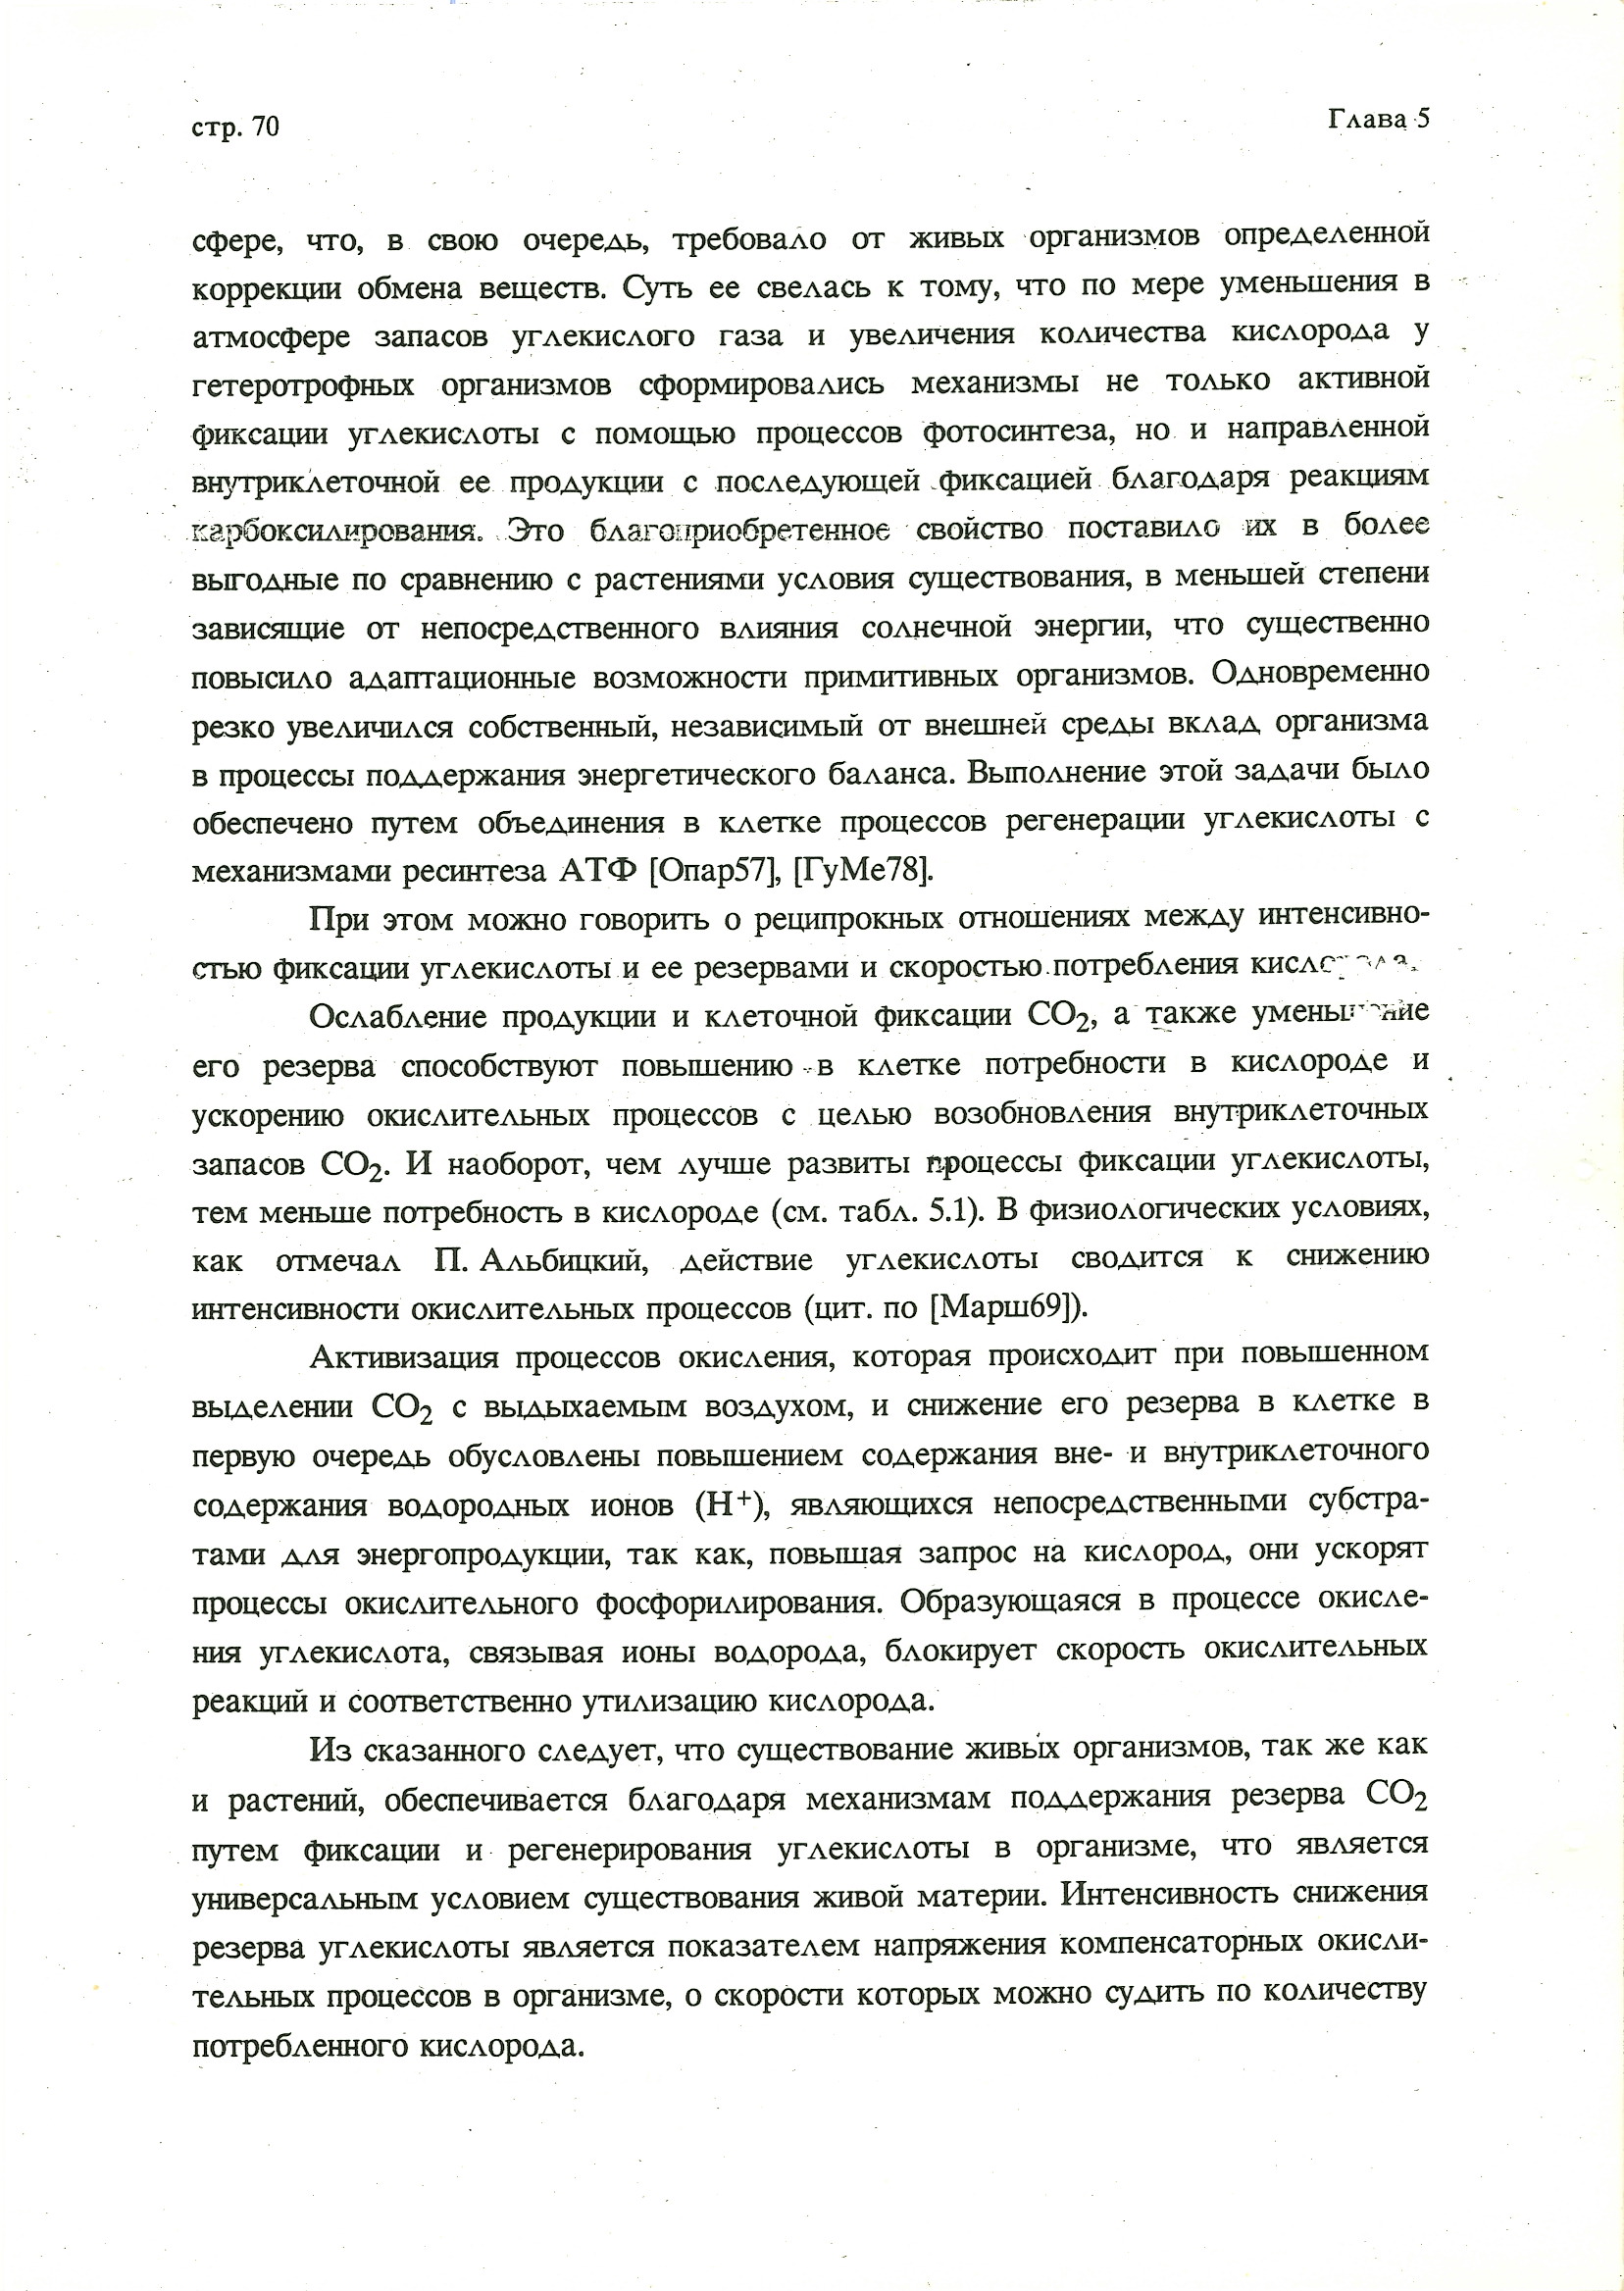 стр. 70
Глава 5
сфере, что, в свою очередь, требовало от живых организмов определенной
коррекции обмена веществ. Суть ее свелась к тому, что по мере уменьшения в
атмосфере запасов углекислого газа и увеличения количества кислорода у
гетеротрофных организмов сформировались механизмы не только активной
фиксации углекислоты с помощью процессов фотосинтеза, но и направленной
внутриклеточной ее продукции с последующей фиксацией благодаря реакциям
карбоксилирования. Это благоприобретенное свойство поставило их в более
выгодные по сравнению с растениями условия существования, в меньшей степени
зависящие от непосредственного влияния солнечной энергии, что существенно
повысило адаптационные возможности примитивных организмов. Одновременно
резко увеличился собственный, независимый от внешней среды вклад организма
в процессы поддержания энергетического баланса. Выполнение этой задачи было
обеспечено путем объединения в клетке процессов регенерации углекислоты с
механизмами ресинтеза АТФ [Опар57], [ГуМе78].
При этом можно говорить о реципрокных отношениях между интенсивно-
стью фиксации углекислоты и ее резервами и скоростью потребления кислорода.
Ослабление продукции и клеточной фиксации CO₂, а также уменьшение
его резерва способствуют повышению в клетке потребности в кислороде и
ускорению окислительных процессов с целью возобновления внутриклеточных
запасов CO₂. И наоборот, чем лучше развиты процессы фиксации углекислоты,
тем меньше потребность в кислороде (см. табл. 5.1). В физиологических условиях,
как отмечал П. Альбицкий, действие углекислоты сводится к снижению
интенсивности окислительных процессов (цит. по [Марш69]).
Активизация процессов окисления, которая происходит при повышенном
выделении CO₂ с выдыхаемым воздухом, и снижение его резерва в клетке в
первую очередь обусловлены повышением содержания вне- и внутриклеточного
содержания водородных ионов (H⁺), являющихся непосредственными субстра-
тами для энергопродукции, так как, повышая запрос на кислород, они ускорят
процессы окислительного фосфорилирования. Образующаяся в процессе окисле-
ния углекислота, связывая ионы водорода, блокирует скорость окислительных
реакций и соответственно утилизацию кислорода.
Из сказанного следует, что существование живых организмов, так же как
и растений, обеспечивается благодаря механизмам поддержания резерва CO₂
путем фиксации и регенерирования углекислоты в организме, что является
универсальным условием существования живой материи. Интенсивность снижения
резерва углекислоты является показателем напряжения компенсаторных окисли-
тельных процессов в организме, о скорости которых можно судить по количеству
потребленного кислорода.